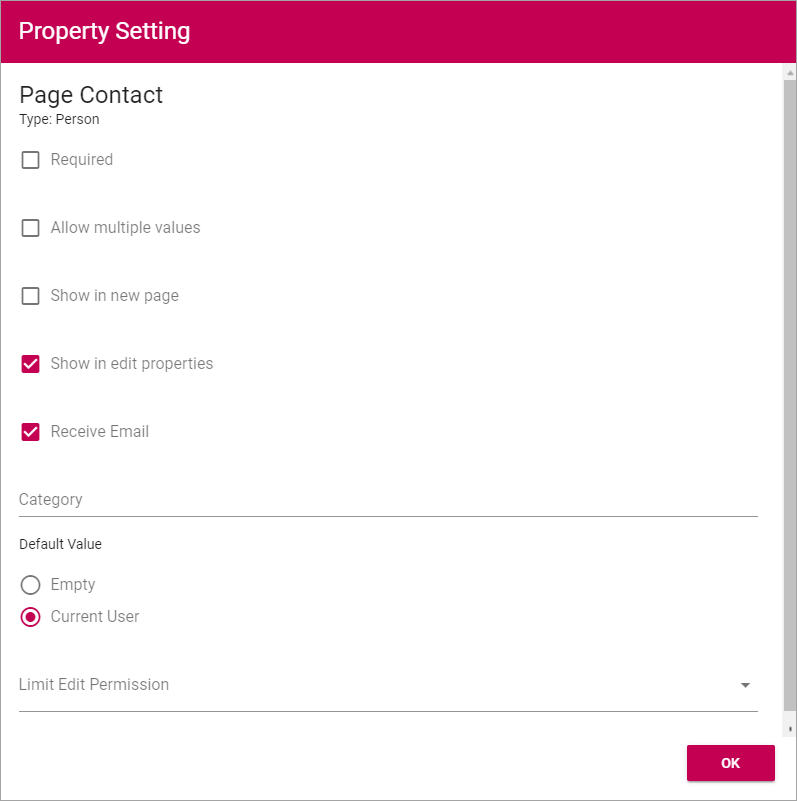 Property Setting
Page Contact
Type: Person
Required
Allow multiple values
Show in new page
Show in edit properties
Receive Email
Category
Default Value
Empty
Current User
Limit Edit Permission
OK